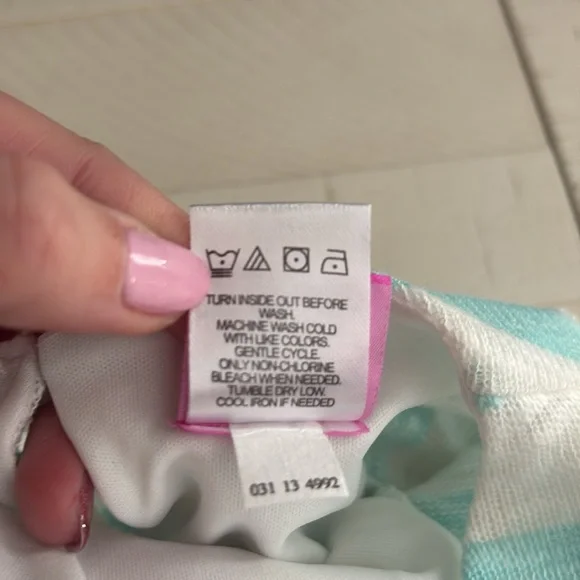 TURN INSIDE OUT BEFORE
WASH.
MACHINE WASH COLD
WITH LIKE COLORS.
GENTLE CYCLE.
ONLY NON-CHLORINE
BLEACH WHEN NEEDED.
TUMBLE DRY LOW.
COOL IRON IF NEEDED
031 13 4992